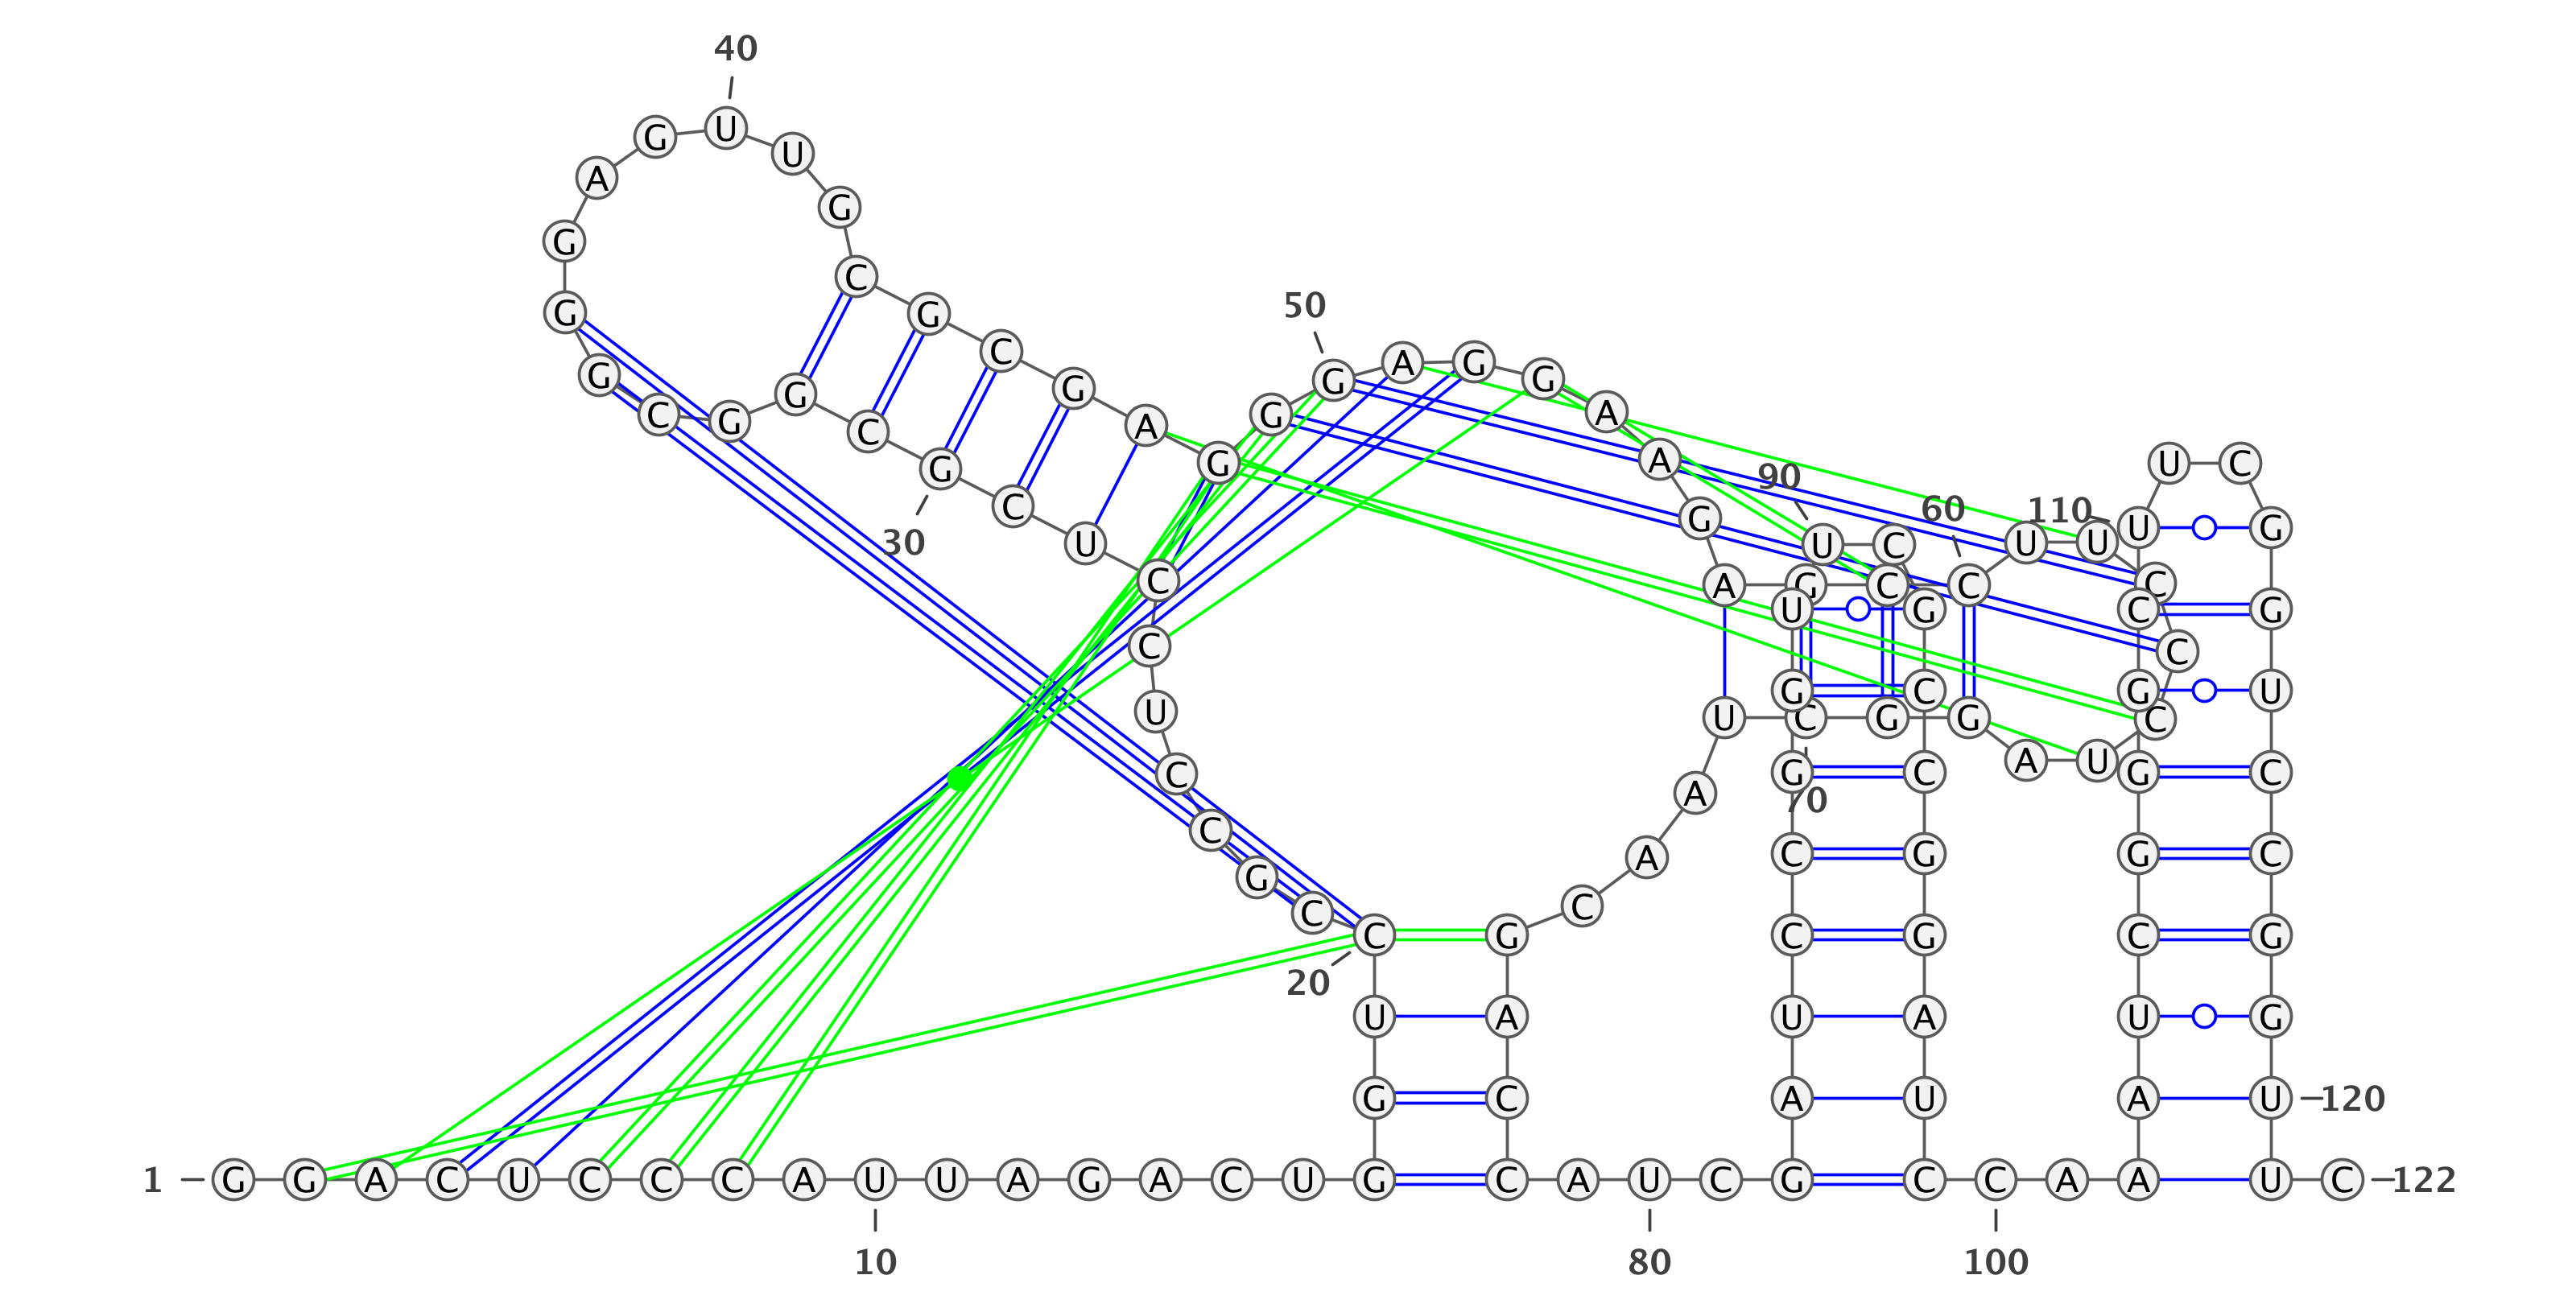 40
G U U
A
G
G
C
50
G G
C
A G
G G
G G G
C G A
G C A
G G A U C
90
C G 60 110
U G
30 U U C U U
C A G C C C
U G C G
C C
G C G U
U U C G G C
C G C A U G C
A 70
C
A C G G C
G
C C
C G C G C G
20
U A U A U G
G C A U A U 120
1 G G A C U C C C A U U A G A C U G C A U C G C C A A A U C 122
10 80 100